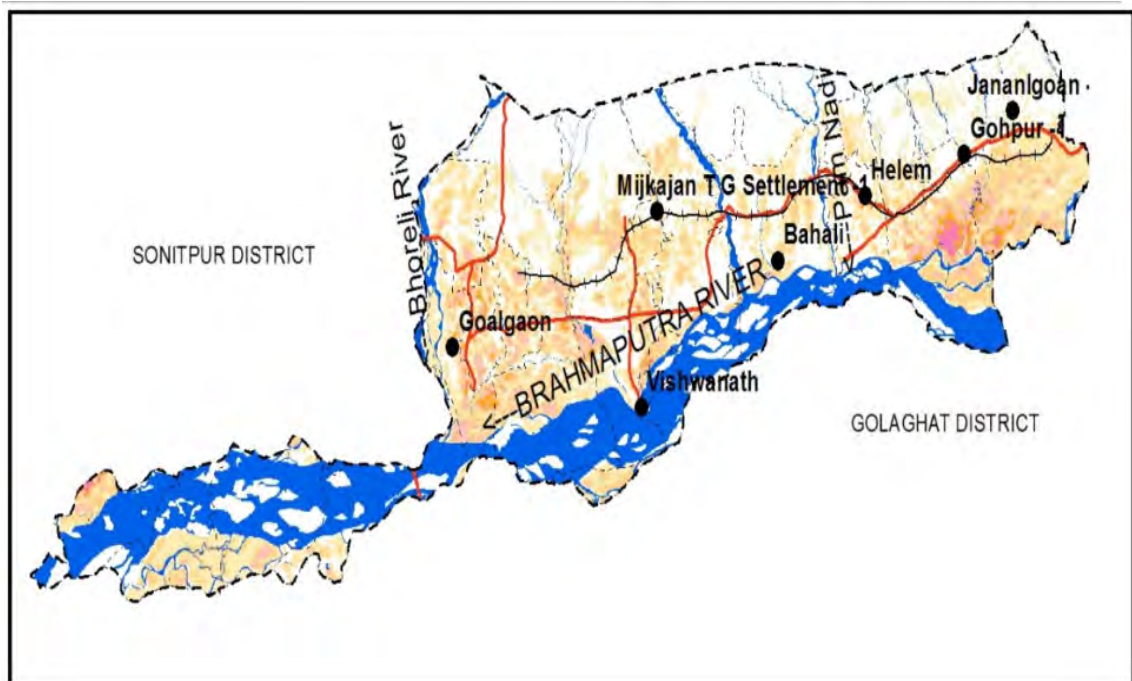 Jananlgoan
Gohpur -1
Helem
Mijkajan T G Settlement 1
Bahali
Bhoreli River
SONITPUR DISTRICT
Goalgaon
<---BRAHMAPUTRA RIVER
Vishwanath
GOLAGHAT DISTRICT